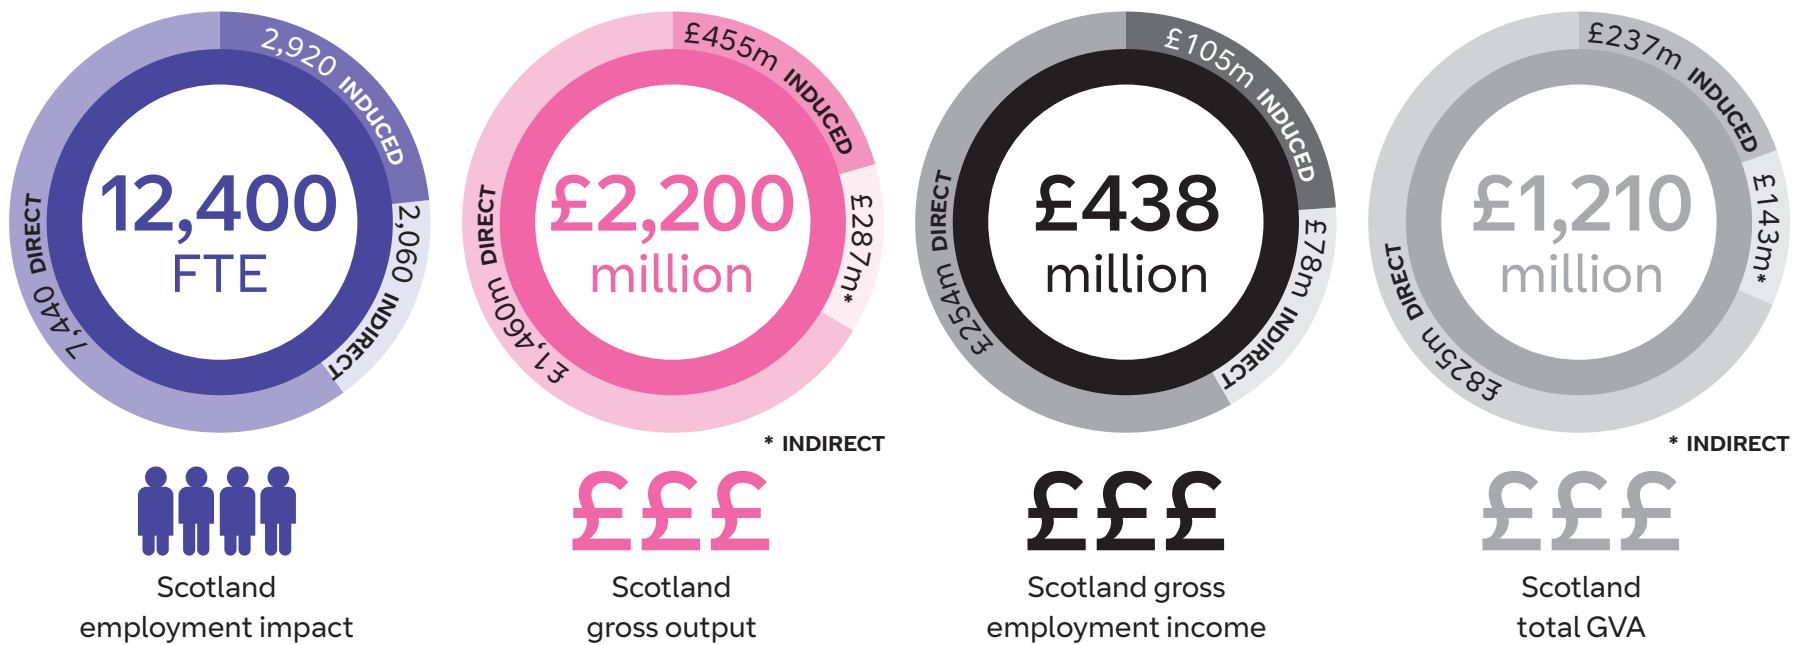 2,920 INDUCED
2,060 INDIRECT
7,440 DIRECT
12,400
FTE
Scotland
employment impact
£455m INDUCED
£287m*
£1,460m DIRECT
£2,200
million
* INDIRECT
£££
Scotland
gross output
£105m INDUCED
£78m INDIRECT
£254m DIRECT
£438
million
£££
Scotland gross
employment income
£237m INDUCED
£143m*
£825m DIRECT
£1,210
million
* INDIRECT
£££
Scotland
total GVA